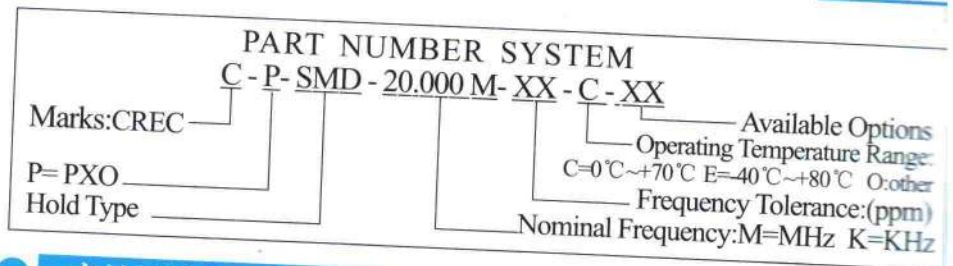 PART NUMBER SYSTEM
C - P- SMD - 20.000 M- XX - C - XX
Marks:CREC
Available Options
Operating Temperature Range:
C=0℃~+70℃ E=-40℃~+80℃ O:other
P= PXO
Frequency Tolerance:(ppm)
Hold Type
Nominal Frequency:M=MHz K=KHz